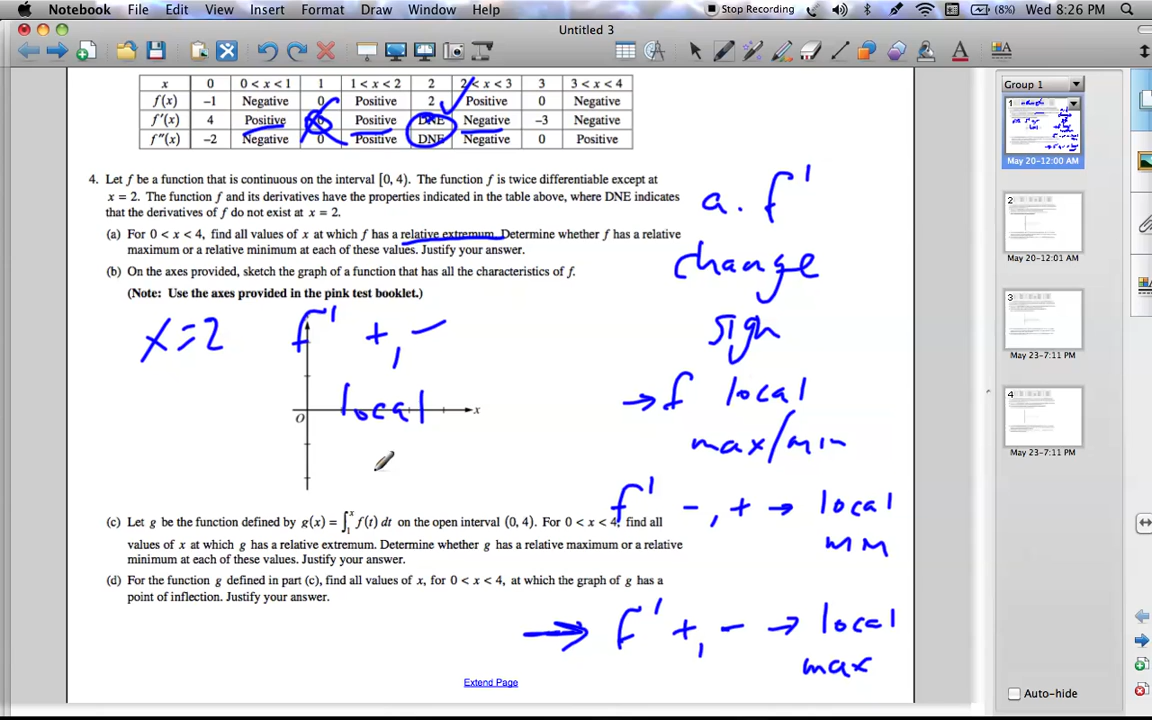 Notebook File Edit View Insert Format Draw Window Help Stop Recording (8%) Wed 8:26 PM
Untitled 3
x 0 0 < x < 1 1 1 < x < 2 2 2 < x < 3 3 3 < x < 4
f(x) −1 Negative 0 Positive 2 Positive 0 Negative
f′(x) 4 Positive 0 Positive DNE Negative −3 Negative
f″(x) −2 Negative 0 Positive DNE Negative 0 Positive
4. Let f be a function that is continuous on the interval [0, 4). The function f is twice differentiable except at
x = 2. The function f and its derivatives have the properties indicated in the table above, where DNE indicates
that the derivatives of f do not exist at x = 2.
(a) For 0 < x < 4, find all values of x at which f has a relative extremum. Determine whether f has a relative
maximum or a relative minimum at each of these values. Justify your answer.
(b) On the axes provided, sketch the graph of a function that has all the characteristics of f.
(Note: Use the axes provided in the pink test booklet.)
a. f′
change
sign
→ f local
max/min
f′ −, + → local
min
→ f′ +, − → local
max
x = 2 f′ +, −
local
O x
(c) Let g be the function defined by g(x) = ∫₁ˣ f(t) dt on the open interval (0, 4). For 0 < x < 4, find all
values of x at which g has a relative extremum. Determine whether g has a relative maximum or a relative
minimum at each of these values. Justify your answer.
(d) For the function g defined in part (c), find all values of x, for 0 < x < 4, at which the graph of g has a
point of inflection. Justify your answer.
Extend Page
Group 1
1
May 20-12:00 AM
2
May 20-12:01 AM
3
May 23-7:11 PM
4
May 23-7:11 PM
Auto-hide